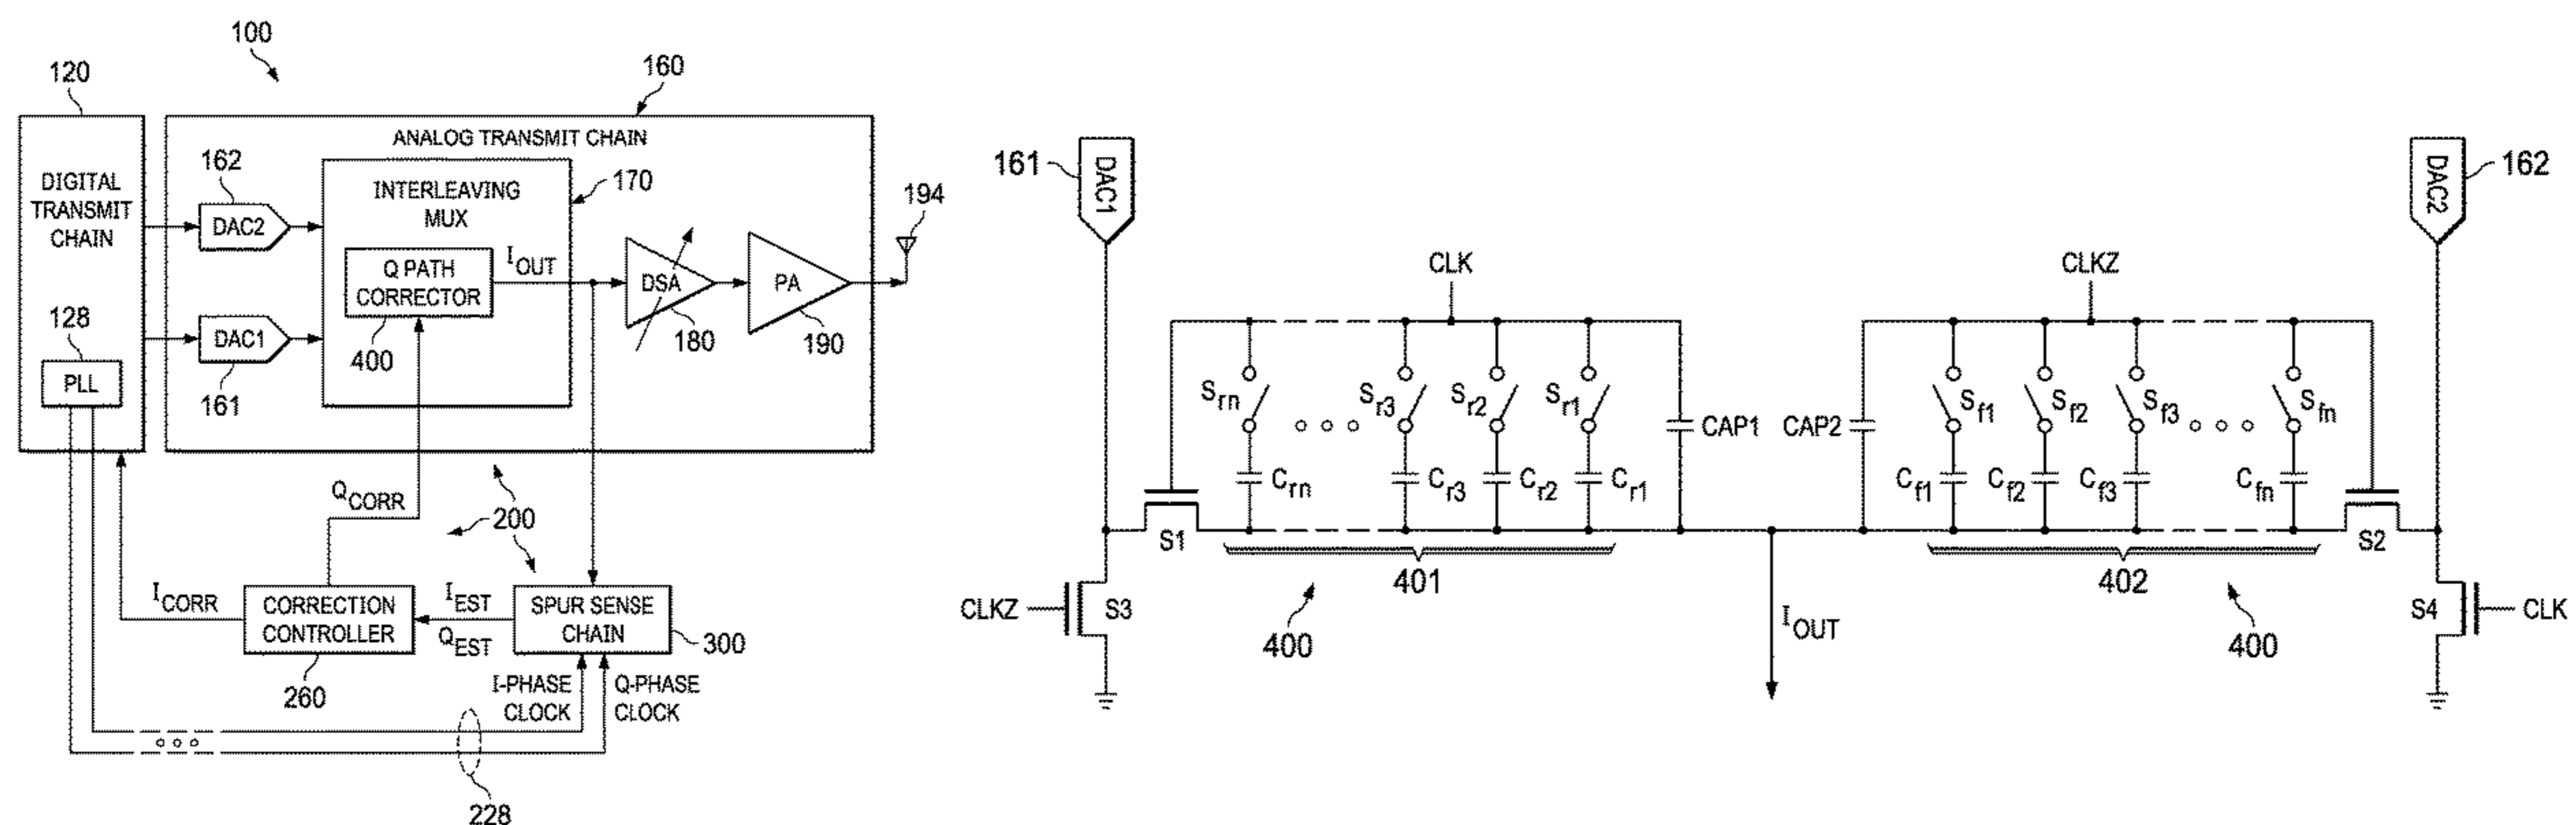 100
120
160
ANALOG TRANSMIT CHAIN
162
DIGITAL
TRANSMIT
CHAIN
INTERLEAVING
MUX
170
194
DAC2
I_OUT
Q PATH
CORRECTOR
DSA
PA
128
DAC1
400
180
190
PLL
161
Q_CORR
200
I_CORR
CORRECTION
CONTROLLER
I_EST
Q_EST
SPUR SENSE
CHAIN
300
260
I-PHASE
CLOCK
Q-PHASE
CLOCK
228
161
DAC1
DAC2
162
CLK
CLKZ
S_rn
S_r3
S_r2
S_r1
CAP1
CAP2
S_f1
S_f2
S_f3
S_fn
C_rn
C_r3
C_r2
C_r1
C_f1
C_f2
C_f3
C_fn
S1
S2
401
402
CLKZ
S3
400
I_OUT
400
S4
CLK